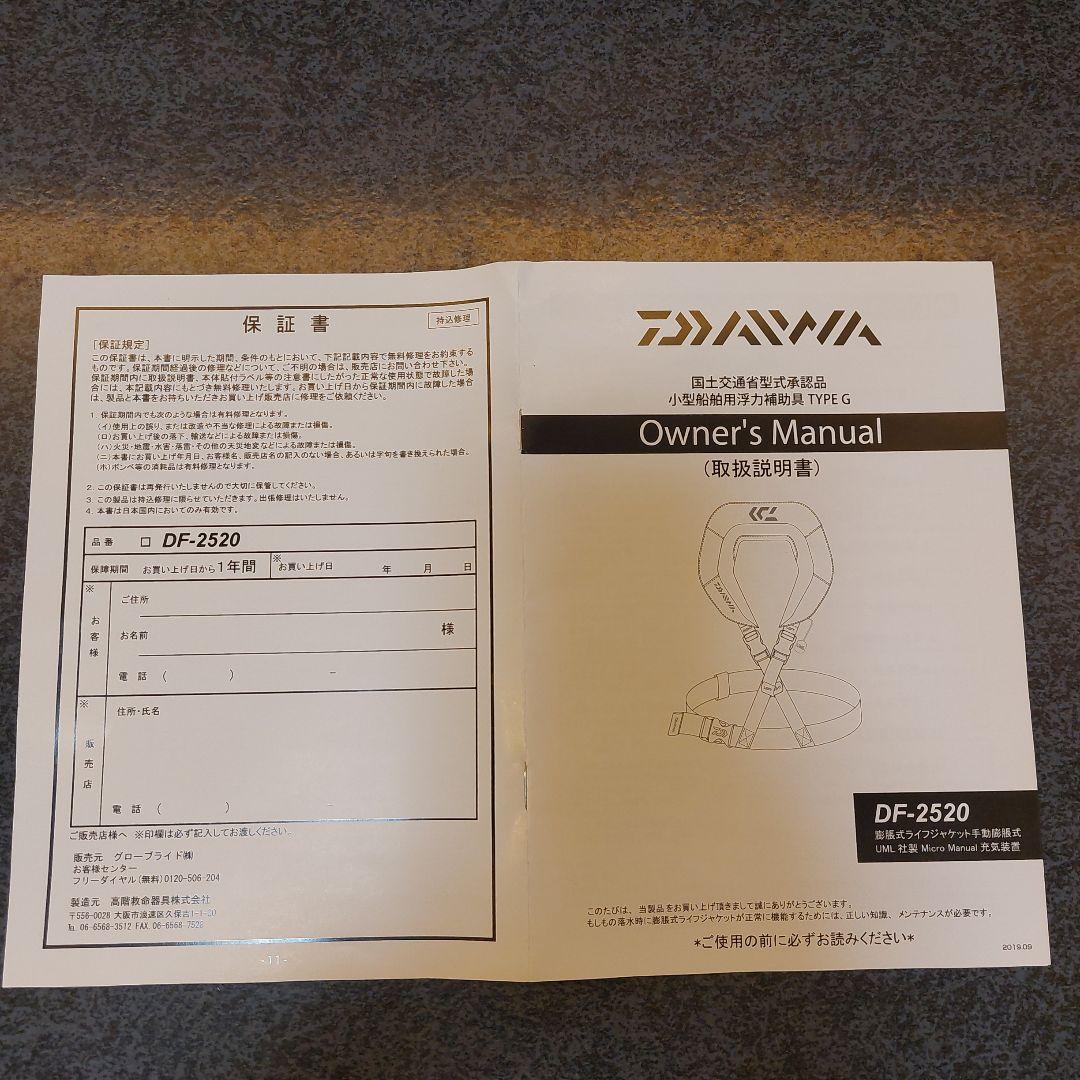 保証書
持込修理
[保証規定]
この保証書は、本書に明示した期間、条件のもとにおいて、下記記載内容で無料修理をお約束する
ものです。保証期間経過後の修理などについて、ご不明の場合は、販売店にお問い合わせ下さい。
保証期間内に取扱説明書、本体貼付ラベル等の注意書にしたがった正常な使用状態で故障した場
合には、本記載内容にもとづき無料修理いたします。お買い上げ日から保証期間内に故障した場合
は、製品と本書をお持ちいただきお買い上げ販売店に修理をご依頼ください。
1. 保証期間内でも次のような場合は有料修理となります。
(イ)使用上の誤り、または改造や不当な修理による故障または損傷。
(ロ)お買い上げ後の落下、輸送などによる故障または損傷。
(ハ)火災・地震・水害・落雷・その他の天災地変などによる故障または損傷。
(ニ)本書にお買い上げ年月日、お客様名、販売店名の記入のない場合、あるいは字句を書き換えられた場合。
(ホ)ボンベ等の消耗品は有料修理となります。
2. この保証書は再発行いたしませんので大切に保管してください。
3. この製品は持込修理に限らせていただきます。出張修理はいたしません。
4. 本書は日本国内においてのみ有効です。
品番 □ DF-2520
保障期間 お買い上げ日から1年間 ※お買い上げ日 年 月 日
※お客様
ご住所
お名前 様
電話 ( ) −
※販売店
住所・氏名
電話 ( ) −
ご販売店様へ ※印欄は必ず記入してお渡しください。
販売元 グローブライド㈱
お客様センター
フリーダイヤル(無料)0120-506-204
製造元 高階救命器具株式会社
〒556-0028 大阪市浪速区久保吉1-1-30
℡ 06-6568-3512 FAX 06-6568-7528
-11-
DAIWA
国土交通省型式承認品
小型船舶用浮力補助具 TYPE G
Owner's Manual
(取扱説明書)
DAIWA
DF-2520
膨脹式ライフジャケット手動膨脹式
UML 社製 Micro Manual 充気装置
このたびは、当製品をお買い上げ頂きまして誠にありがとうございます。
もしもの落水時に膨脹式ライフジャケットが正常に機能するためには、正しい知識、メンテナンスが必要です。
*ご使用の前に必ずお読みください*
2019.09